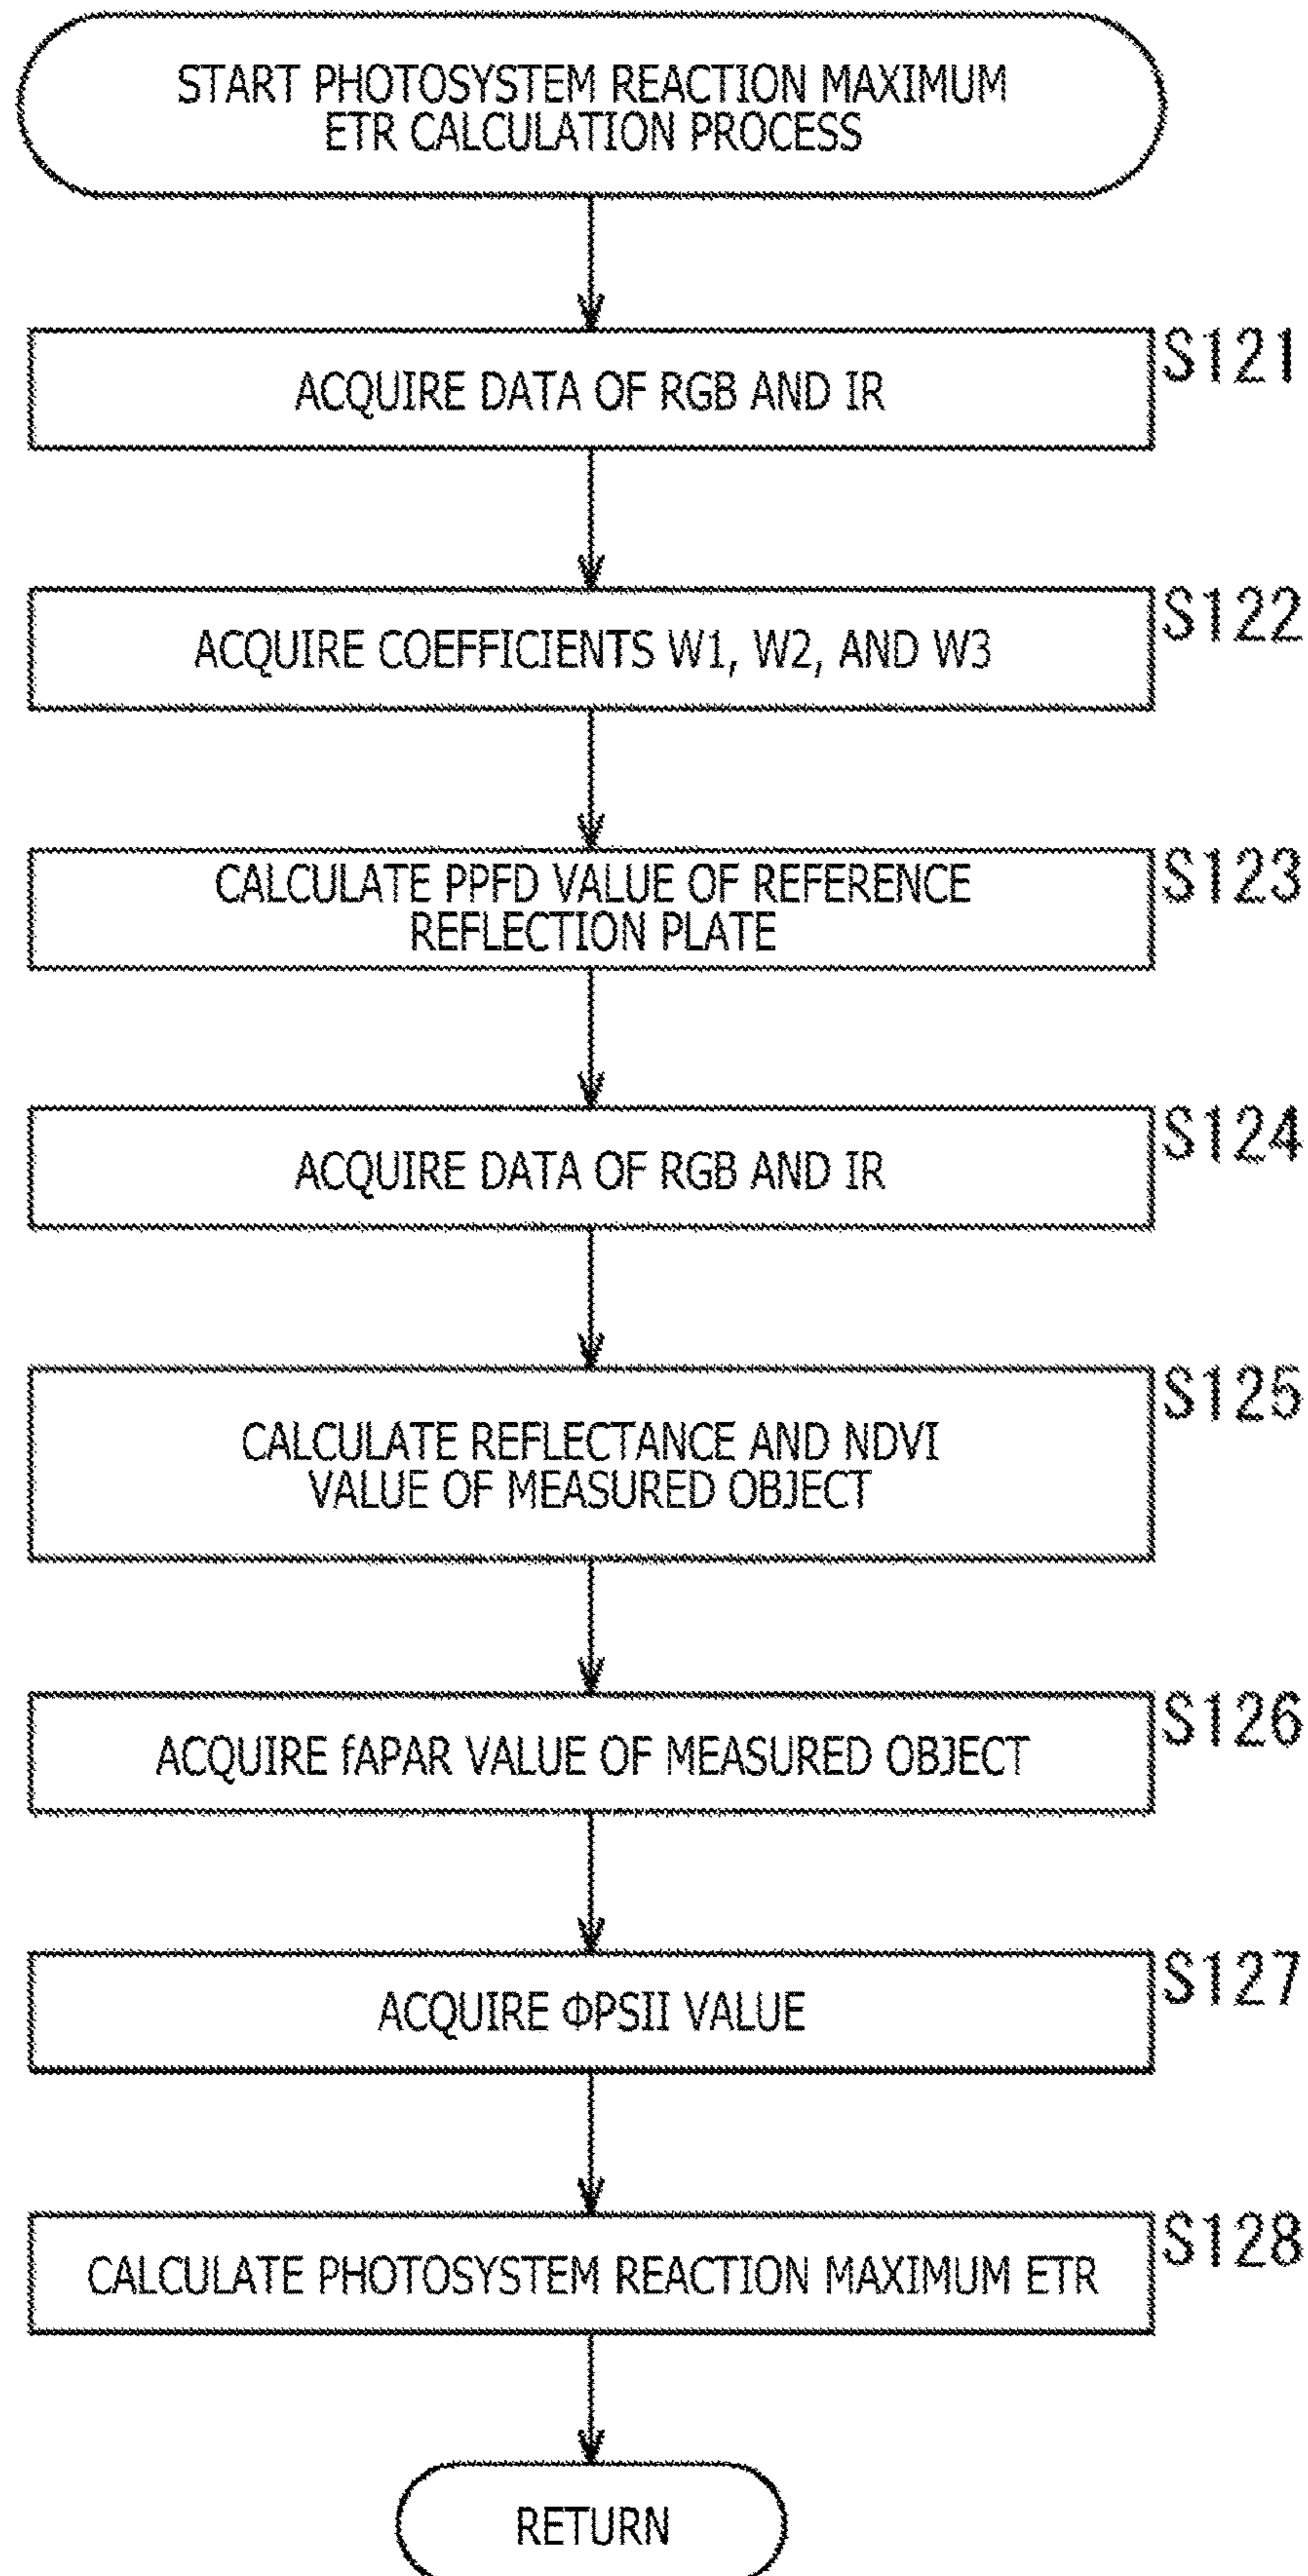 START PHOTOSYSTEM REACTION MAXIMUM
ETR CALCULATION PROCESS
ACQUIRE DATA OF RGB AND IR
S121
ACQUIRE COEFFICIENTS W1, W2, AND W3
S122
CALCULATE PPFD VALUE OF REFERENCE
REFLECTION PLATE
S123
ACQUIRE DATA OF RGB AND IR
S124
CALCULATE REFLECTANCE AND NDVI
VALUE OF MEASURED OBJECT
S125
ACQUIRE fAPAR VALUE OF MEASURED OBJECT
S126
ACQUIRE ΦPSII VALUE
S127
CALCULATE PHOTOSYSTEM REACTION MAXIMUM ETR
S128
RETURN